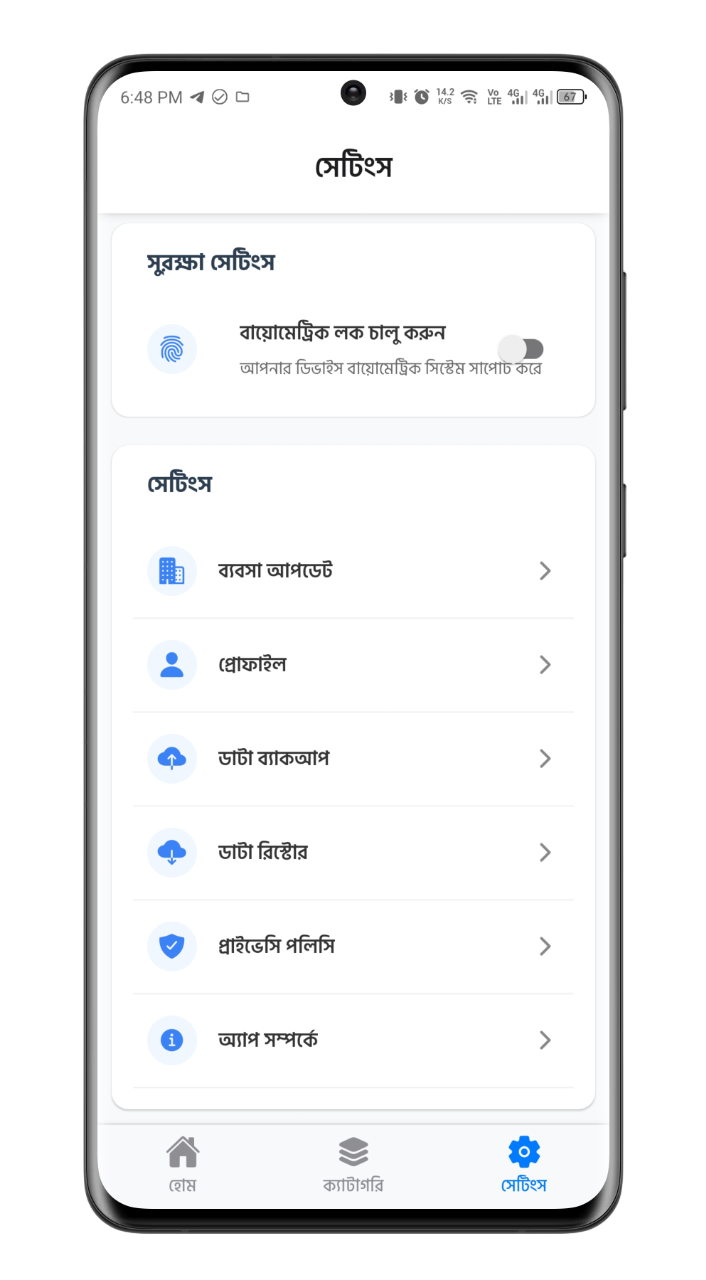 6:48 PM 14.2 K/S Vo LTE 4G 4G 67
সেটিংস
সুরক্ষা সেটিংস
বায়োমেট্রিক লক চালু করুন
আপনার ডিভাইস বায়োমেট্রিক সিস্টেম সাপোর্ট করে
সেটিংস
ব্যবসা আপডেট
প্রোফাইল
ডাটা ব্যাকআপ
ডাটা রিস্টোর
প্রাইভেসি পলিসি
অ্যাপ সম্পর্কে
হোম ক্যাটাগরি সেটিংস